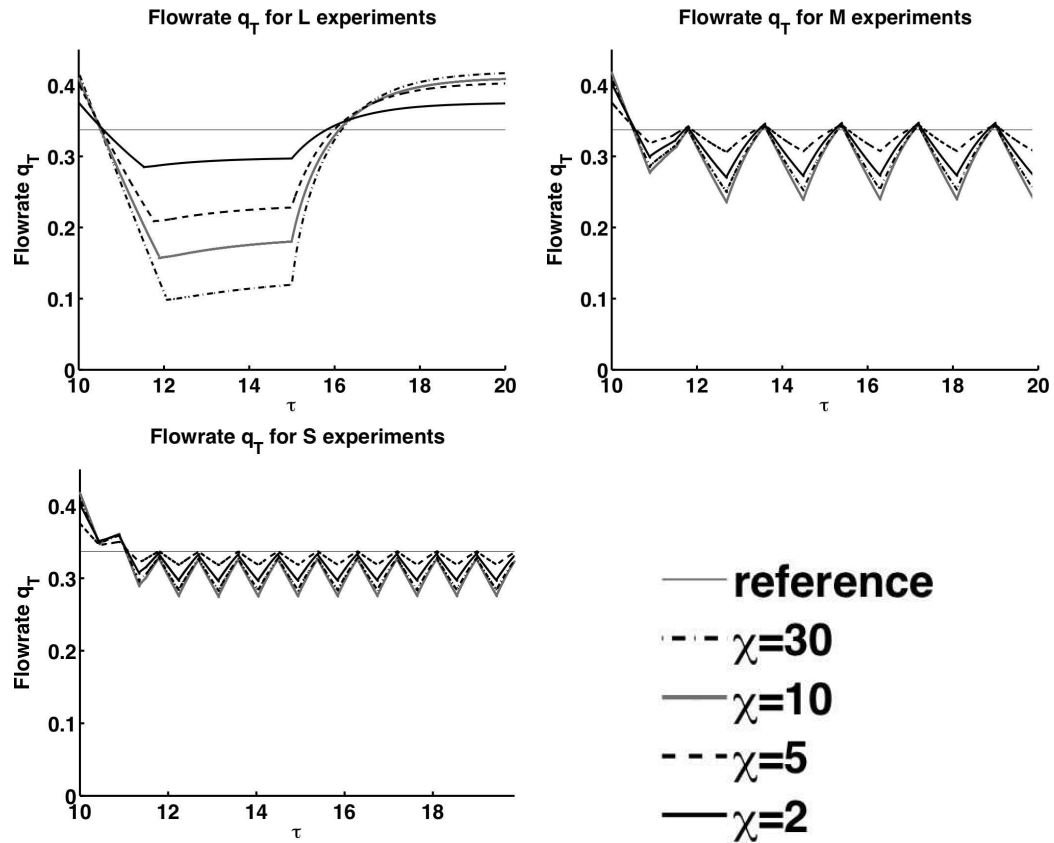 Flowrate q_T for L experiments
Flowrate q_T
0.4
0.3
0.2
0.1
0
10 12 14 16 18 20
τ
Flowrate q_T for M experiments
Flowrate q_T
0.4
0.3
0.2
0.1
0
10 12 14 16 18 20
τ
Flowrate q_T for S experiments
Flowrate q_T
0.4
0.3
0.2
0.1
0
10 12 14 16 18
τ
reference
χ=30
χ=10
χ=5
χ=2